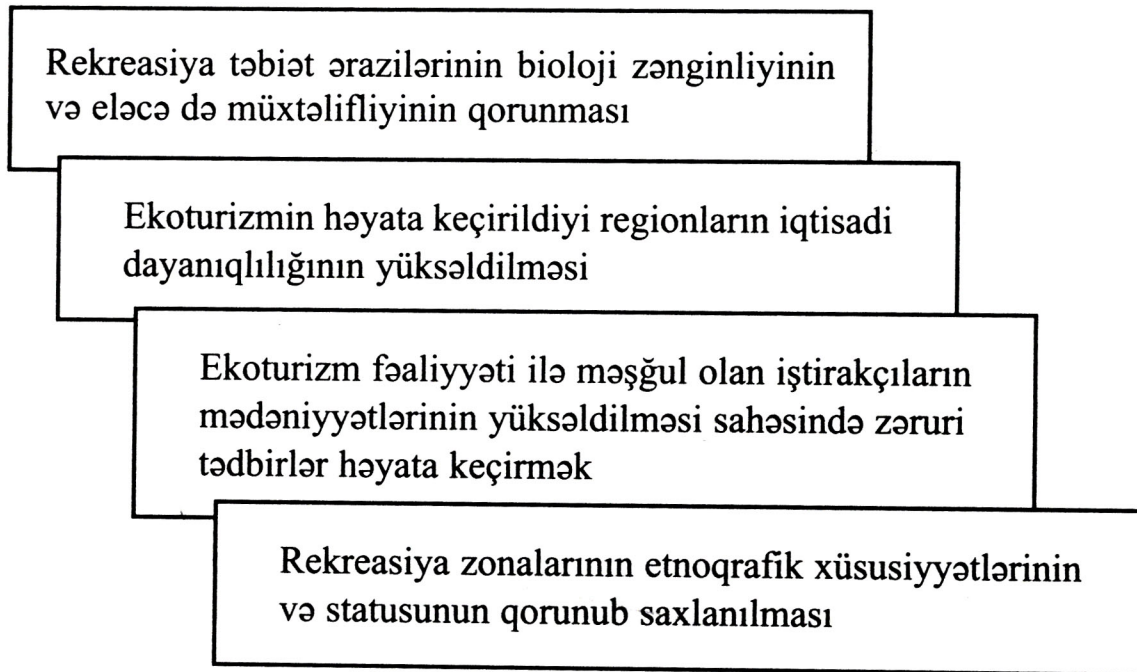 Rekreasiya təbiət ərazilərinin bioloji zənginliyinin
və eləcə də müxtəlifliyinin qorunması
Ekoturizmin həyata keçirildiyi regionların iqtisadi
dayanıqlılığının yüksəldilməsi
Ekoturizm fəaliyyəti ilə məşğul olan iştirakçıların
mədəniyyətlərinin yüksəldilməsi sahəsində zəruri
tədbirlər həyata keçirmək
Rekreasiya zonalarının etnoqrafik xüsusiyyətlərinin
və statusunun qorunub saxlanılması